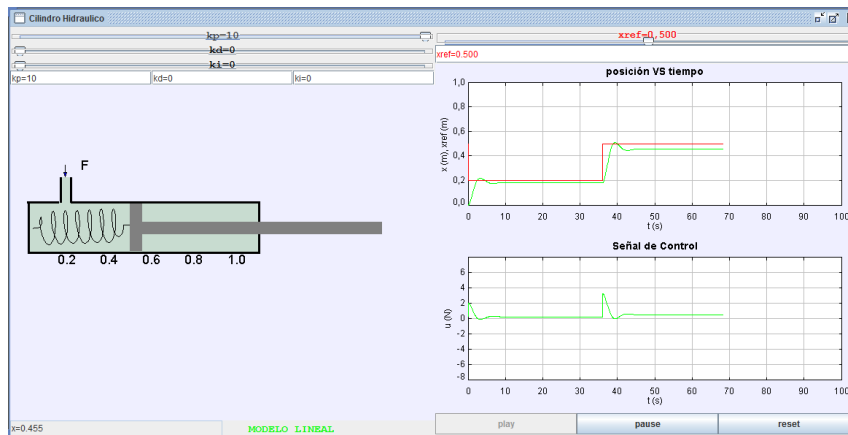 Cilindro Hidraulico
kp=10
kd=0
ki=0
kp=10 kd=0 ki=0
F
0.2 0.4 0.6 0.8 1.0
x=0.455
MODELO LINEAL
xref=0,500
xref=0.500
posición VS tiempo
x (m), xref (m)
1,0
0,8
0,6
0,4
0,2
0,0
0 10 20 30 40 50 60 70 80 90 100
t (s)
Señal de Control
u (N)
6
4
2
0
-2
-4
-6
-8
0 10 20 30 40 50 60 70 80 90 100
t (s)
play pause reset